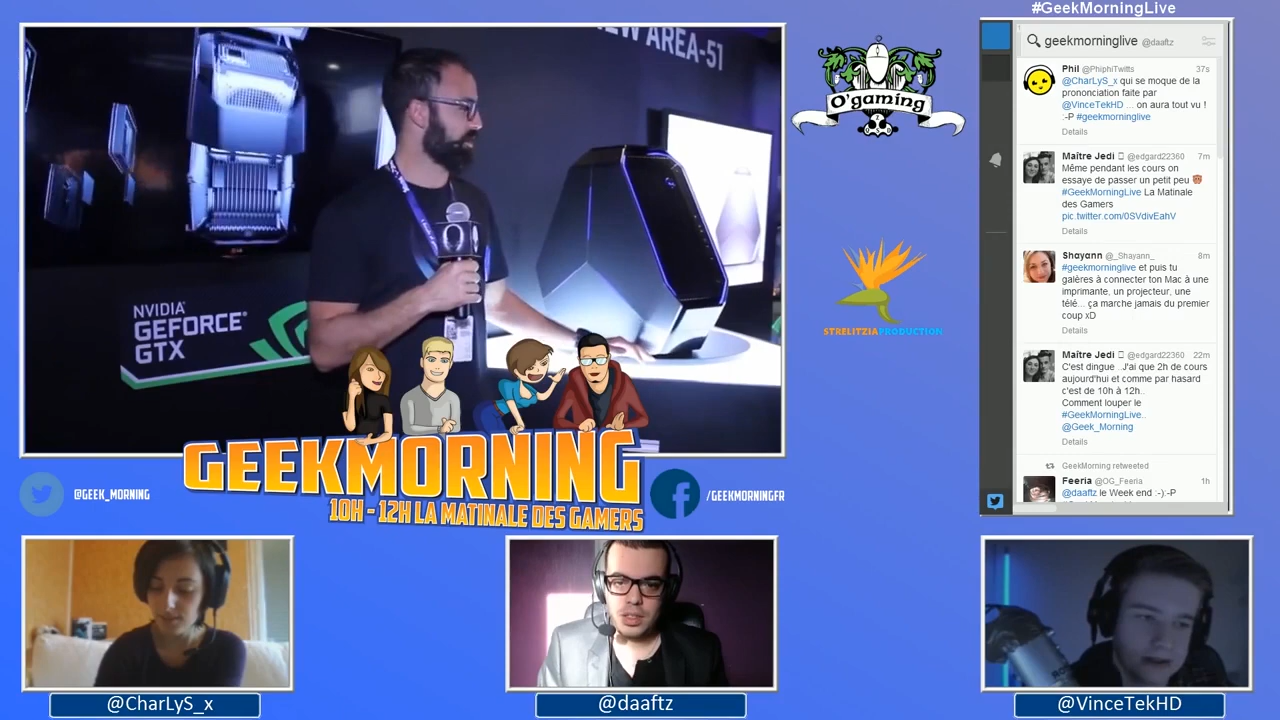 #GeekMorningLive
NEW AREA-51
NVIDIA
GEFORCE
GTX
O'gaming
STRELITZIAPRODUCTION
GEEKMORNING
10H - 12H LA MATINALE DES GAMERS
@GEEK_MORNING
/GEEKMORNINGFR
geekmorninglive @daaftz
Phil @PhiphiTwitts 37s
@CharLyS_x qui se moque de la
prononciation faite par
@VinceTekHD ... on aura tout vu !
:-P #geekmorninglive
Details
Maître Jedi @edgard22360 7m
Même pendant les cours on
essaye de passer un petit peu
#GeekMorningLive La Matinale
des Gamers
pic.twitter.com/0SVdivEahV
Details
Shayann @_Shayann_ 8m
#geekmorninglive et puis tu
galères à connecter ton Mac à une
imprimante, un projecteur, une
télé... ça marche jamais du premier
coup xD
Details
Maître Jedi @edgard22360 22m
C'est dingue ..J'ai que 2h de cours
aujourd'hui et comme par hasard
c'est de 10h à 12h..
Comment louper le
#GeekMorningLive..
@Geek_Morning
Details
GeekMorning retweeted
Feeria @OG_Feeria 1h
@daaftz le Week end :-):-P
@CharLyS_x
@daaftz
@VinceTekHD